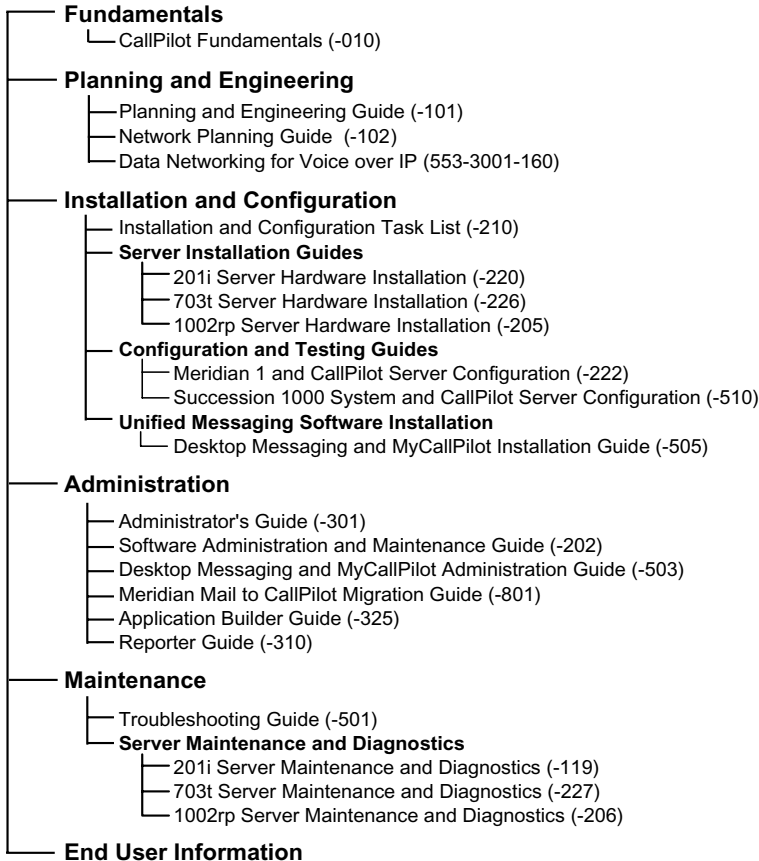 Fundamentals
CallPilot Fundamentals (-010)
Planning and Engineering
Planning and Engineering Guide (-101)
Network Planning Guide (-102)
Data Networking for Voice over IP (553-3001-160)
Installation and Configuration
Installation and Configuration Task List (-210)
Server Installation Guides
201i Server Hardware Installation (-220)
703t Server Hardware Installation (-226)
1002rp Server Hardware Installation (-205)
Configuration and Testing Guides
Meridian 1 and CallPilot Server Configuration (-222)
Succession 1000 System and CallPilot Server Configuration (-510)
Unified Messaging Software Installation
Desktop Messaging and MyCallPilot Installation Guide (-505)
Administration
Administrator's Guide (-301)
Software Administration and Maintenance Guide (-202)
Desktop Messaging and MyCallPilot Administration Guide (-503)
Meridian Mail to CallPilot Migration Guide (-801)
Application Builder Guide (-325)
Reporter Guide (-310)
Maintenance
Troubleshooting Guide (-501)
Server Maintenance and Diagnostics
201i Server Maintenance and Diagnostics (-119)
703t Server Maintenance and Diagnostics (-227)
1002rp Server Maintenance and Diagnostics (-206)
End User Information